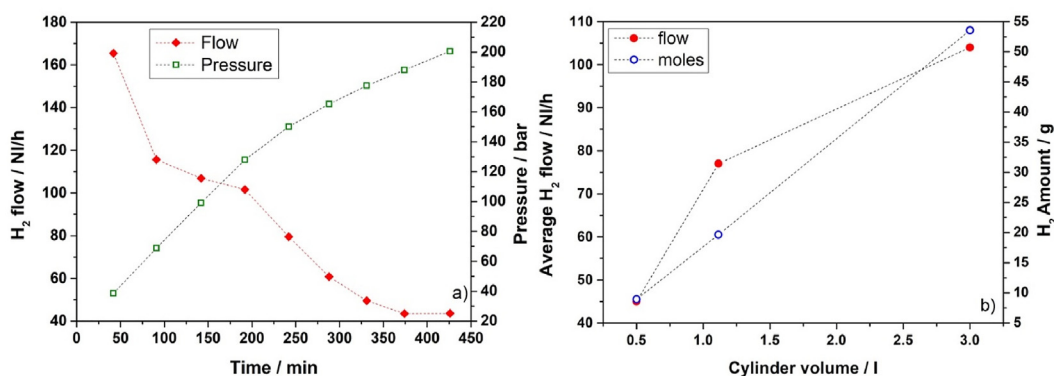 180
160
140
120
100
80
60
40
H2 flow / Nl/h
Flow
Pressure
220
200
180
160
140
120
100
80
60
40
20
Pressure / bar
a)
0 50 100 150 200 250 300 350 400 450
Time / min
110
100
90
80
70
60
50
40
Average H2 flow / Nl/h
flow
moles
55
50
45
40
35
30
25
20
15
10
5
H2 Amount / g
b)
0.5 1.0 1.5 2.0 2.5 3.0
Cylinder volume / l